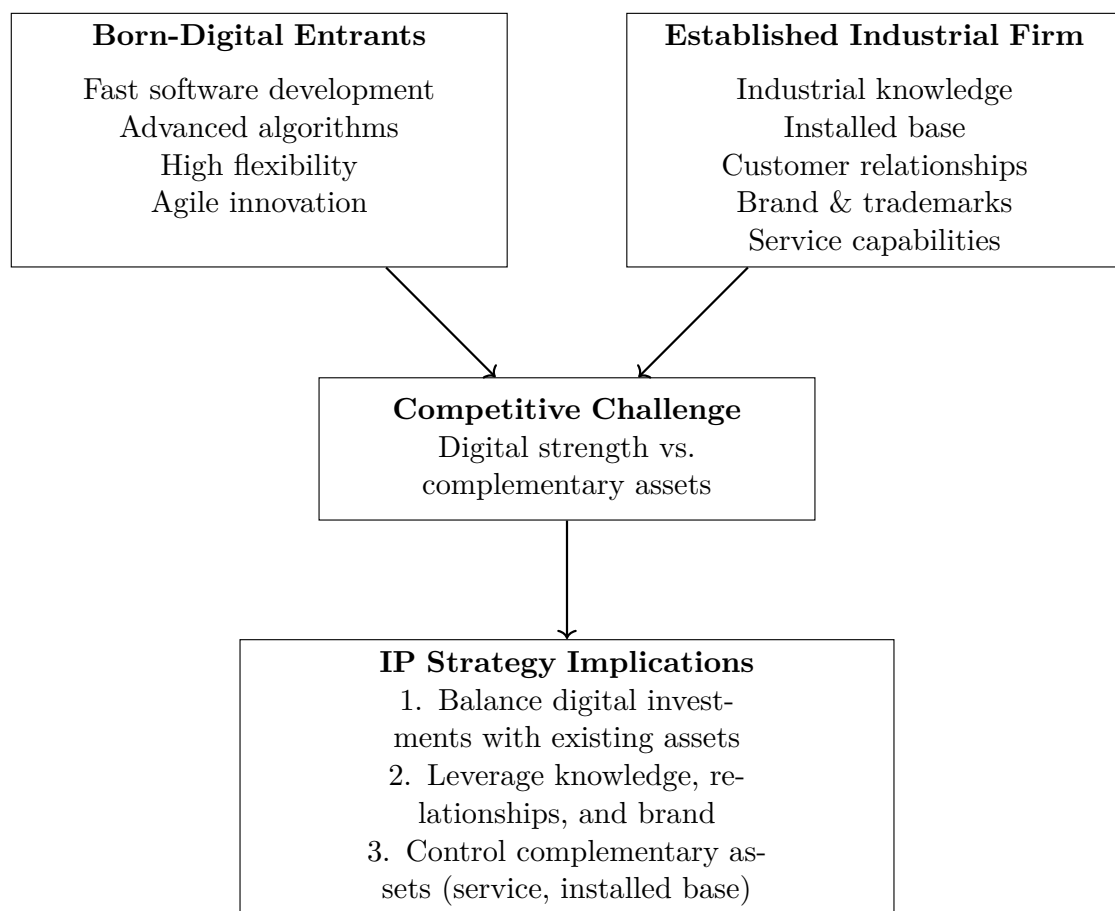 Born-Digital Entrants
Fast software development
Advanced algorithms
High flexibility
Agile innovation
Established Industrial Firm
Industrial knowledge
Installed base
Customer relationships
Brand & trademarks
Service capabilities
Competitive Challenge
Digital strength vs.
complementary assets
IP Strategy Implications
1. Balance digital invest-
ments with existing assets
2. Leverage knowledge, re-
lationships, and brand
3. Control complementary as-
sets (service, installed base)